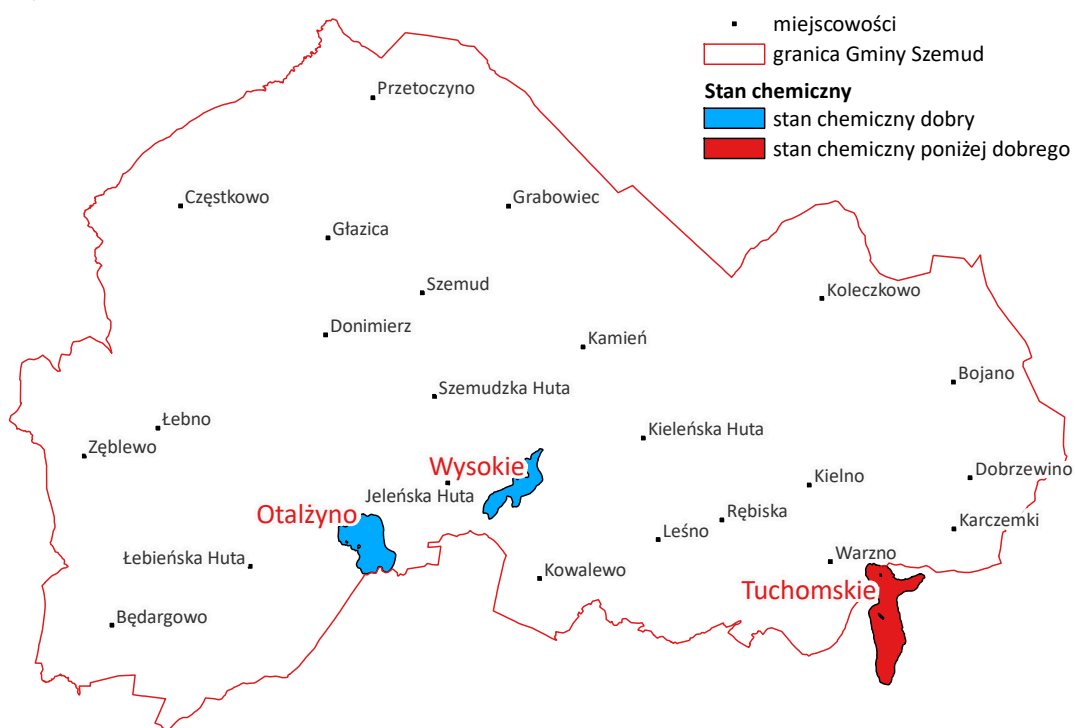 miejscowości
granica Gminy Szemud
Stan chemiczny
stan chemiczny dobry
stan chemiczny poniżej dobrego
Przetoczyno
Częstkowo
Grabowiec
Głazica
Szemud
Koleczkowo
Donimierz
Kamień
Bojano
Szemudzka Huta
Łebno
Kieleńska Huta
Zęblewo
Wysokie
Dobrzewino
Kielno
Jeleńska Huta
Otalżyno
Rębiska
Karczemki
Leśno
Łebieńska Huta
Warzno
Kowalewo
Tuchomskie
Będargowo